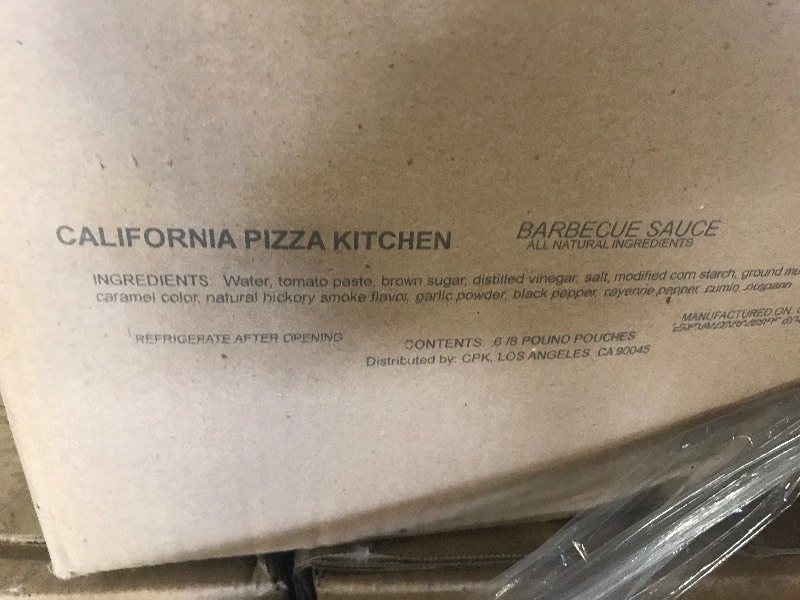 CALIFORNIA PIZZA KITCHEN
BARBECUE SAUCE
ALL NATURAL INGREDIENTS
INGREDIENTS: Water, tomato paste, brown sugar, distilled vinegar, salt, modified corn starch, ground
caramel color, natural hickory smoke flavor, garlic powder, black pepper, cayenne pepper, cumin
REFRIGERATE AFTER OPENING
CONTENTS 6 /8 POUND POUCHES
Distributed by: CPK, LOS ANGELES, CA 90045
MANUFACTURED ON: